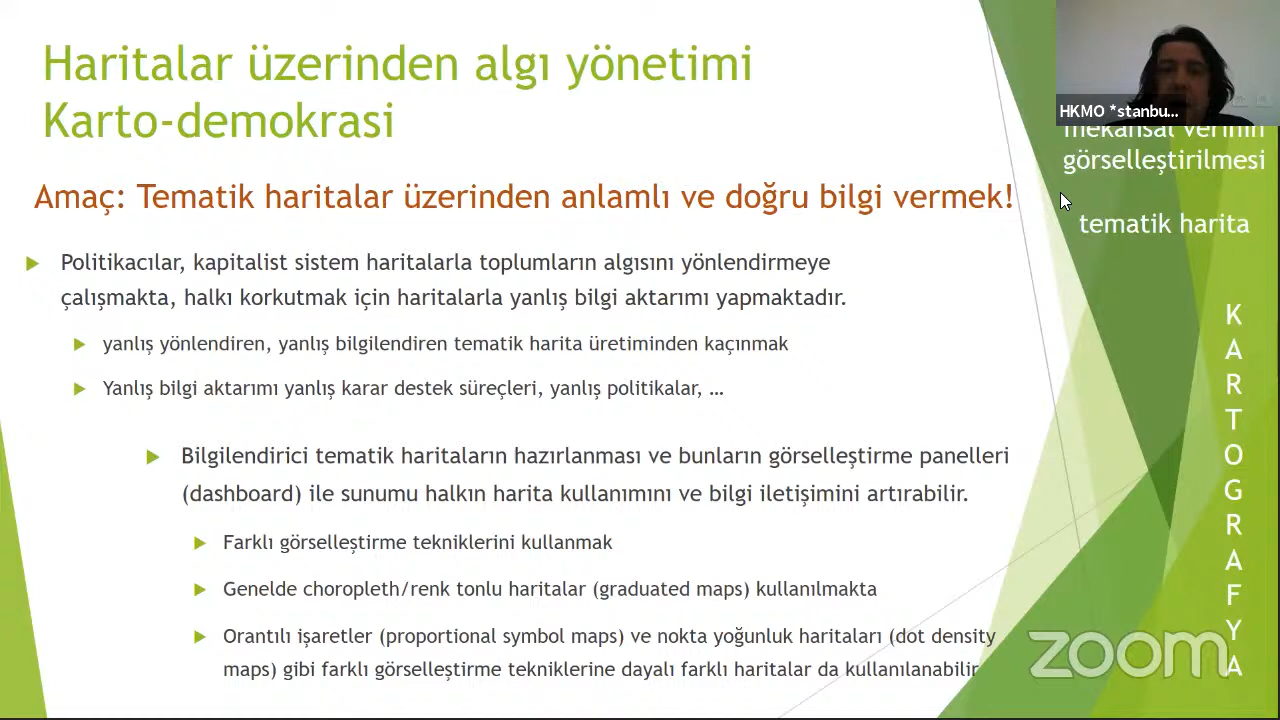 Haritalar üzerinden algı yönetimi
Karto-demokrasi
Amaç: Tematik haritalar üzerinden anlamlı ve doğru bilgi vermek!
Politikacılar, kapitalist sistem haritalarla toplumların algısını yönlendirmeye
çalışmakta, halkı korkutmak için haritalarla yanlış bilgi aktarımı yapmaktadır.
yanlış yönlendiren, yanlış bilgilendiren tematik harita üretiminden kaçınmak
Yanlış bilgi aktarımı yanlış karar destek süreçleri, yanlış politikalar, …
Bilgilendirici tematik haritaların hazırlanması ve bunların görselleştirme panelleri
(dashboard) ile sunumu halkın harita kullanımını ve bilgi iletişimini artırabilir.
Farklı görselleştirme tekniklerini kullanmak
Genelde choropleth/renk tonlu haritalar (graduated maps) kullanılmakta
Orantılı işaretler (proportional symbol maps) ve nokta yoğunluk haritaları (dot density
maps) gibi farklı görselleştirme tekniklerine dayalı farklı haritalar da kullanılanabilir
HKMO *stanbu...
mekansal verinin
görselleştirilmesi
tematik harita
K
A
R
T
O
G
R
A
F
Y
A
zoom